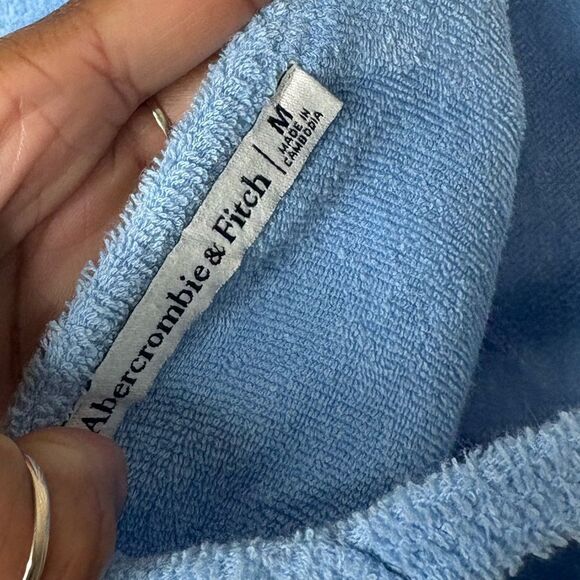 Abercrombie & Fitch | M
MADE IN
CAMBODIA